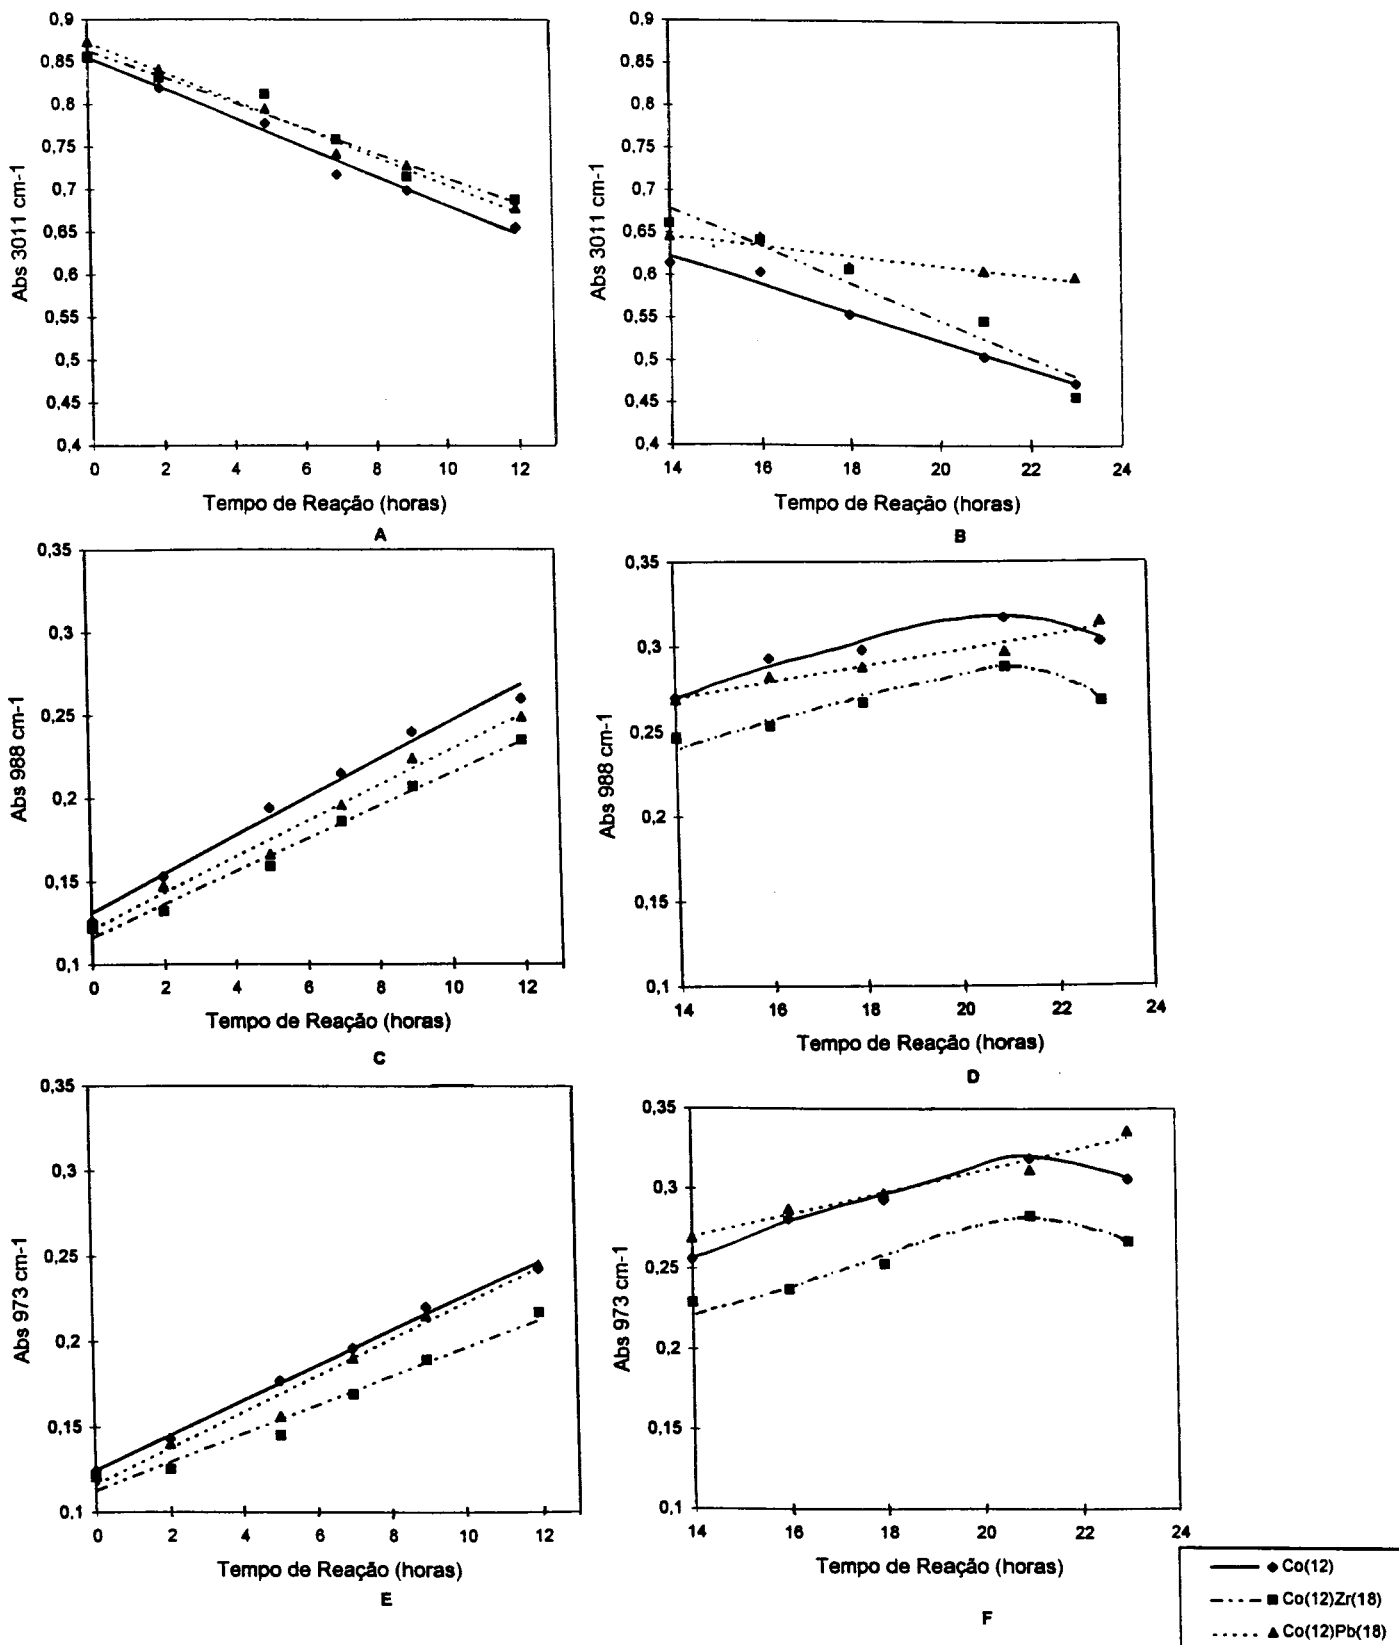 0,9
0,85
0,8
0,75
0,7
0,65
0,6
0,55
0,5
0,45
0,4
Abs 3011 cm-1
0 2 4 6 8 10 12
Tempo de Reação (horas)
A
0,9
0,85
0,8
0,75
0,7
0,65
0,6
0,55
0,5
0,45
0,4
Abs 3011 cm-1
14 16 18 20 22 24
Tempo de Reação (horas)
B
0,35
0,3
0,25
0,2
0,15
0,1
Abs 988 cm-1
0 2 4 6 8 10 12
Tempo de Reação (horas)
C
0,35
0,3
0,25
0,2
0,15
0,1
Abs 988 cm-1
14 16 18 20 22 24
Tempo de Reação (horas)
D
0,35
0,3
0,25
0,2
0,15
0,1
Abs 973 cm-1
0 2 4 6 8 10 12
Tempo de Reação (horas)
E
0,35
0,3
0,25
0,2
0,15
0,1
Abs 973 cm-1
14 16 18 20 22 24
Tempo de Reação (horas)
F
Co(12)
Co(12)Zr(18)
Co(12)Pb(18)